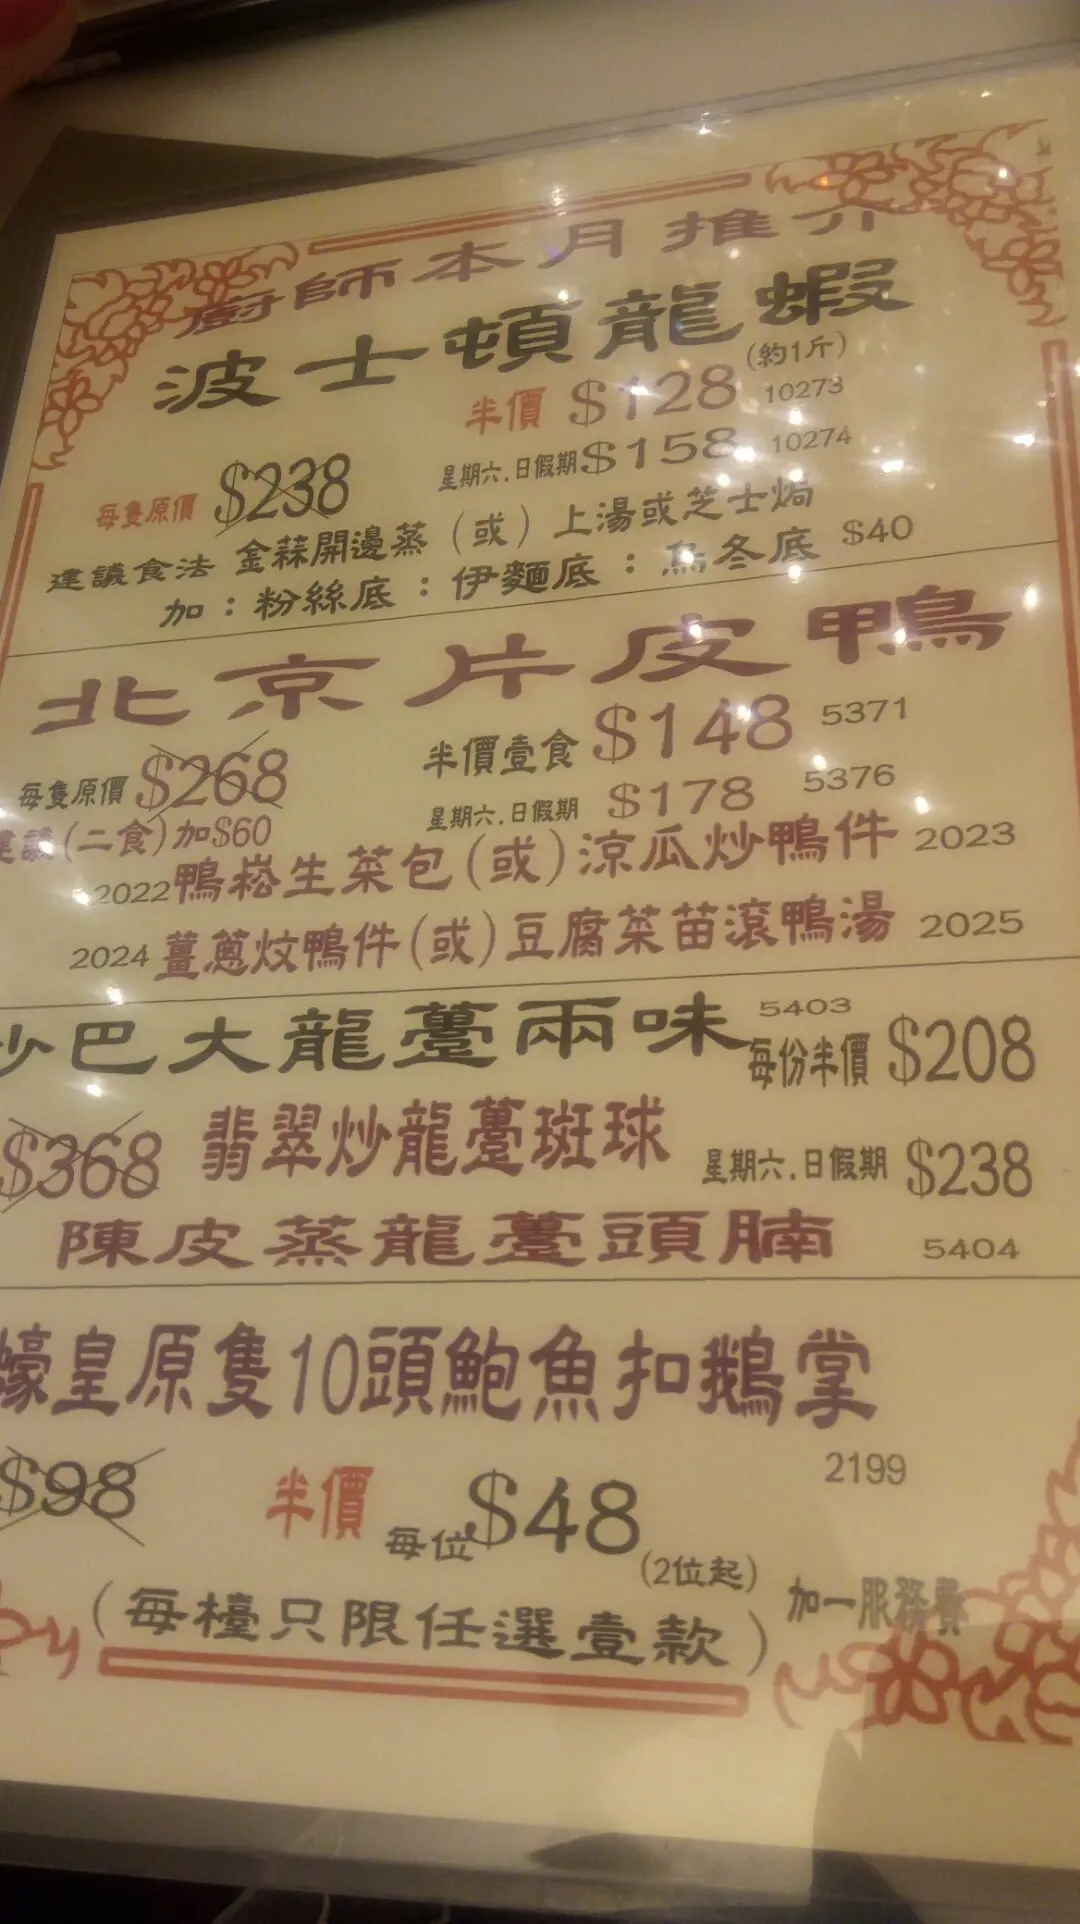 廚師本月推介
波士頓龍蝦
(約1斤)
半價 $128 10273
每隻原價 $238 星期六.日假期 $158 10274
建議食法 金蒜開邊蒸 (或) 上湯或芝士焗
加：粉絲底：伊麵底：烏冬底 $40
北京片皮鴨
每隻原價 $268 半價壹食 $148 5371
星期六.日假期 $178 5376
建議(二食)加$60
2022 鴨崧生菜包(或)涼瓜炒鴨件 2023
2024 薑蔥炆鴨件(或)豆腐菜苗滾鴨湯 2025
沙巴大龍躉兩味 5403
每份半價 $208
$368 翡翠炒龍躉斑球 星期六.日假期 $238
陳皮蒸龍躉頭腩 5404
蠔皇原隻10頭鮑魚扣鵝掌
2199
$98 半價 每位 $48 (2位起)
(每檯只限任選壹款) 加一服務費